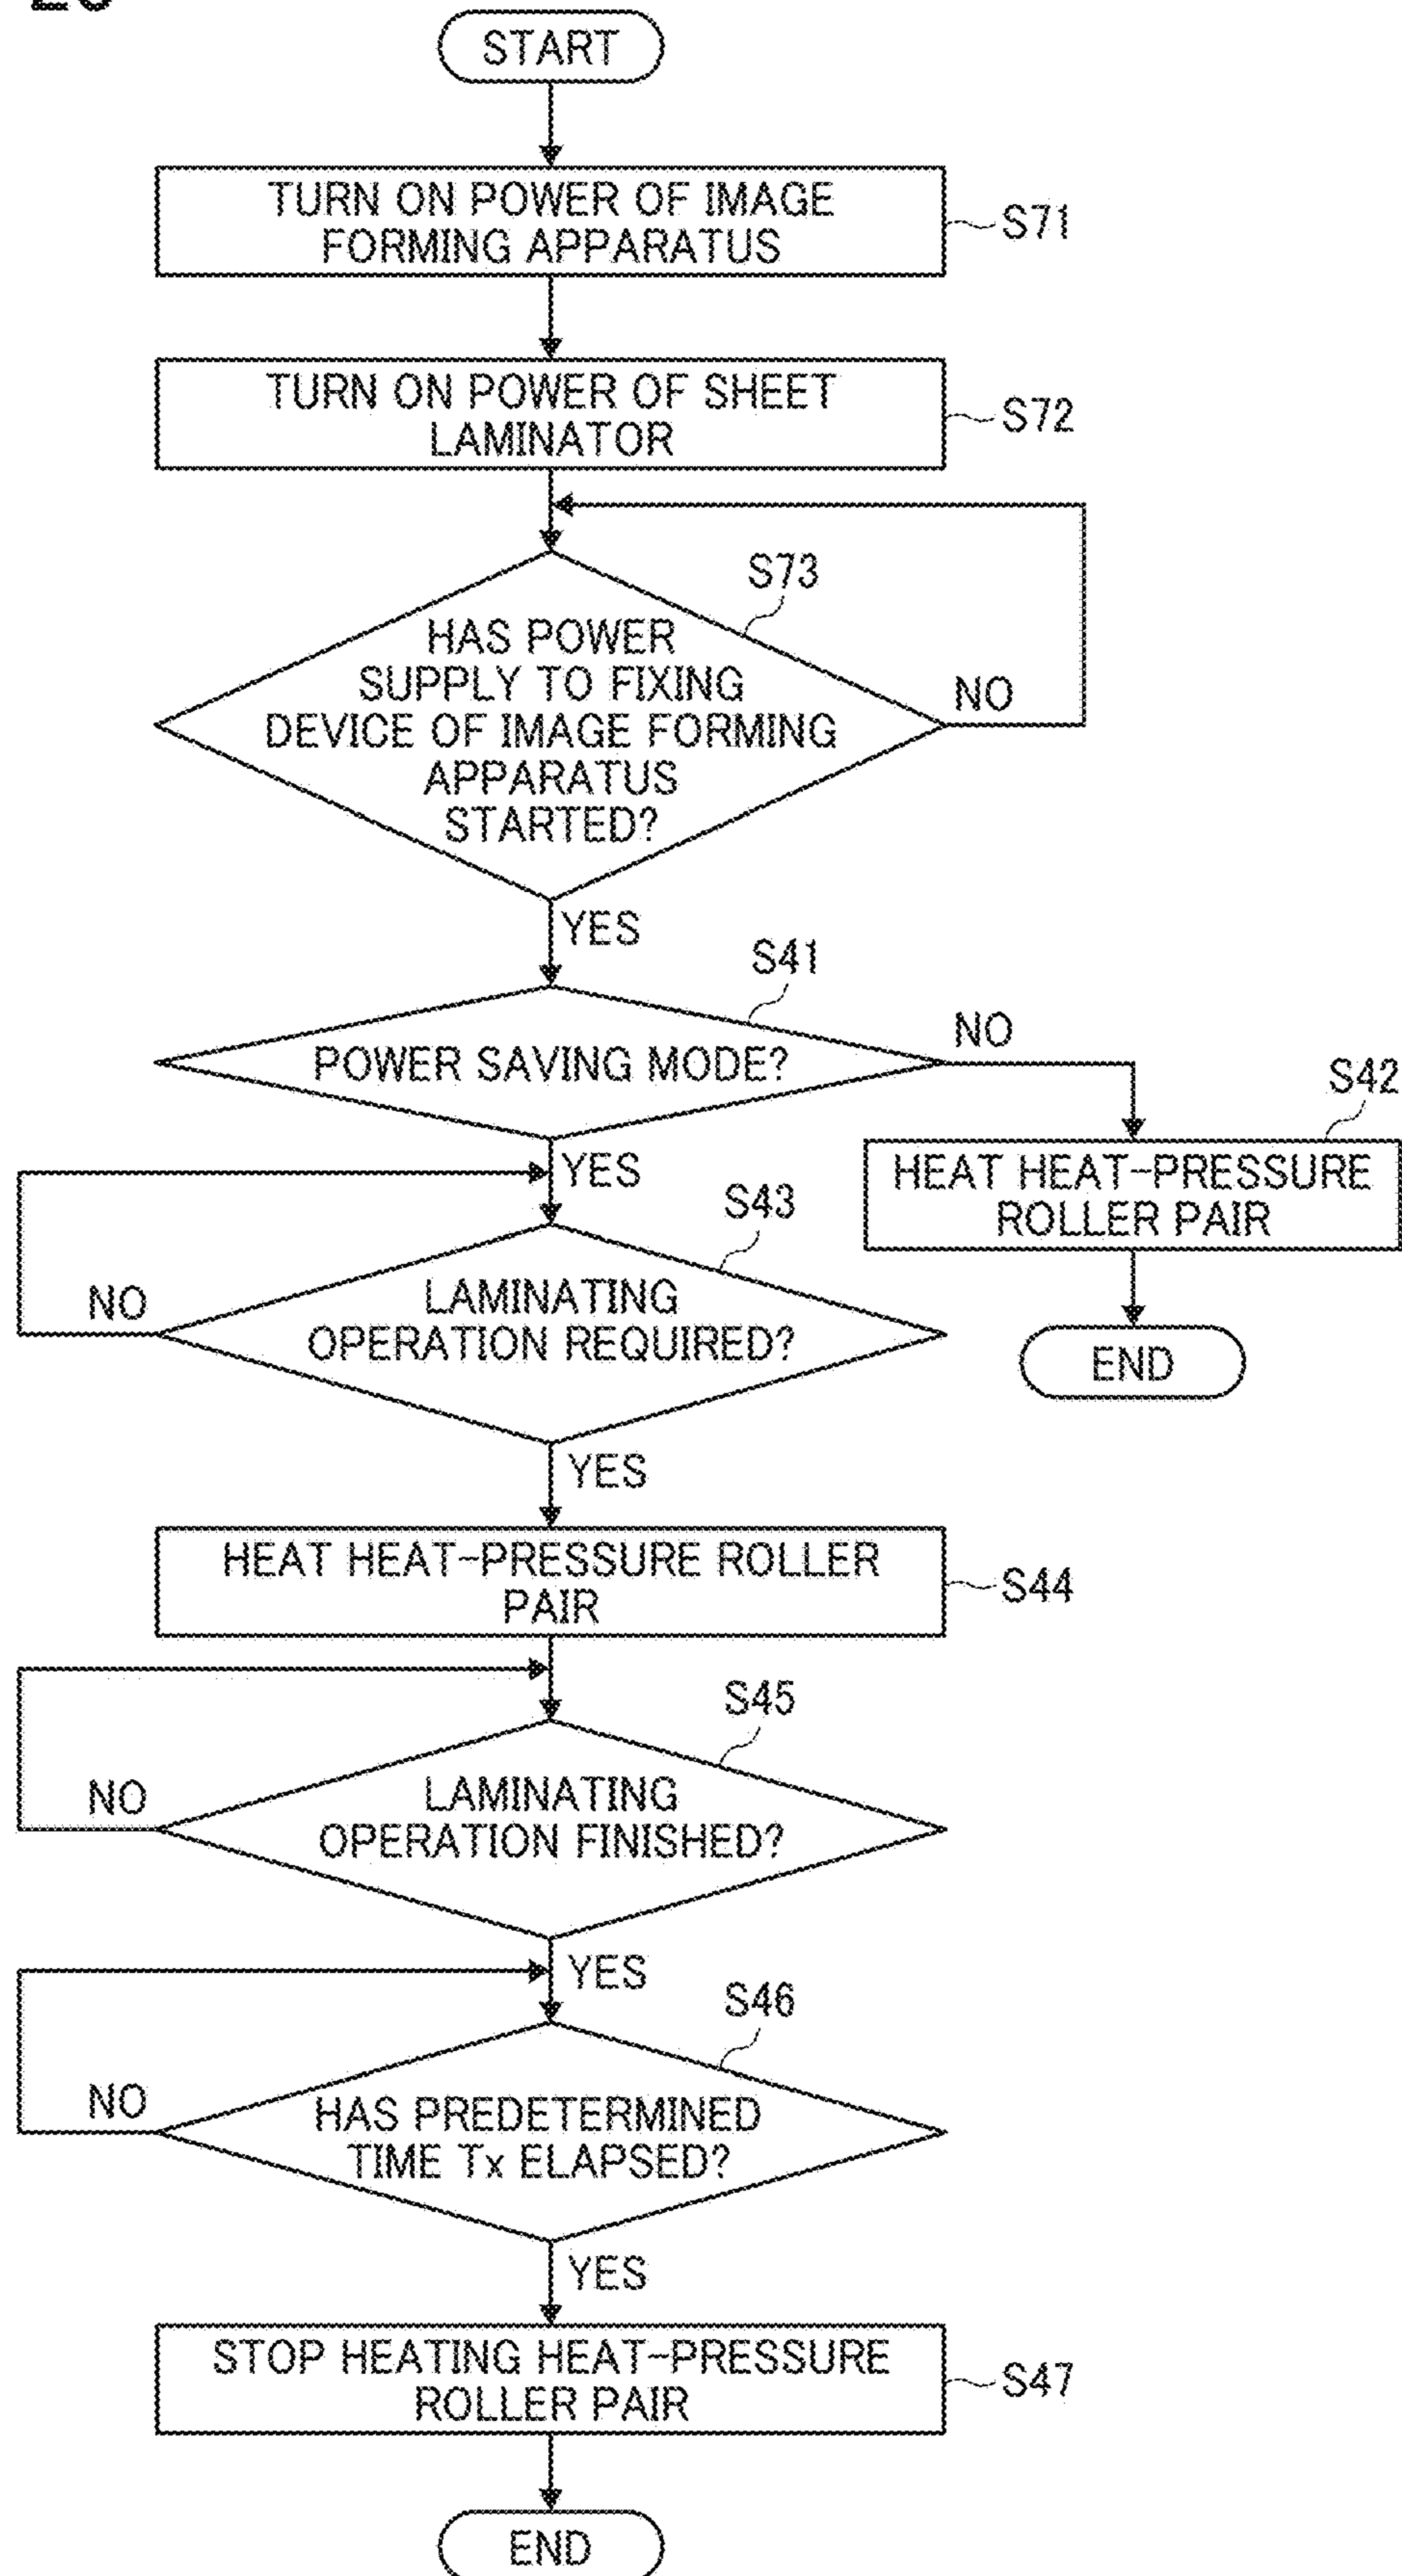 START
TURN ON POWER OF IMAGE
FORMING APPARATUS
S71
TURN ON POWER OF SHEET
LAMINATOR
S72
S73
HAS POWER
SUPPLY TO FIXING
DEVICE OF IMAGE FORMING
APPARATUS
STARTED?
NO
YES
S41
POWER SAVING MODE?
NO
S42
HEAT HEAT-PRESSURE
ROLLER PAIR
END
YES
S43
LAMINATING
OPERATION REQUIRED?
NO
YES
HEAT HEAT-PRESSURE ROLLER
PAIR
S44
S45
LAMINATING
OPERATION FINISHED?
NO
YES
S46
HAS PREDETERMINED
TIME Tx ELAPSED?
NO
YES
STOP HEATING HEAT-PRESSURE
ROLLER PAIR
S47
END